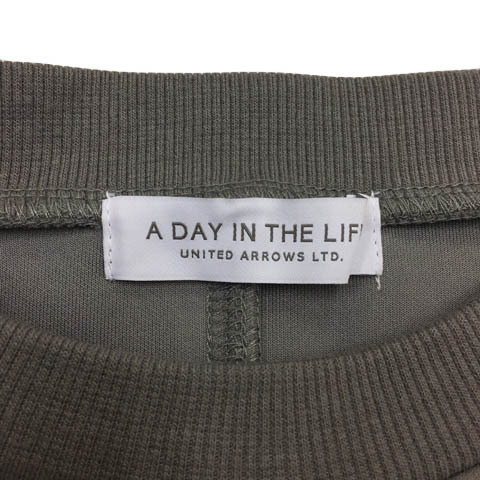 A DAY IN THE LIF
UNITED ARROWS LTD.